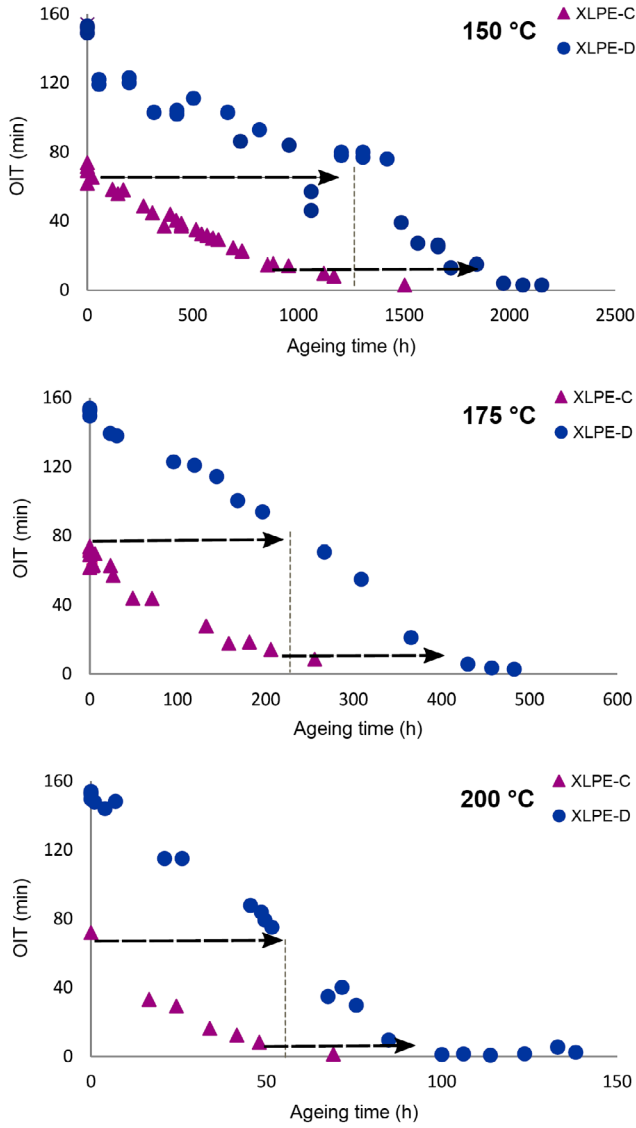 150 °C
XLPE-C
XLPE-D
OIT (min)
160
120
80
40
0
0 500 1000 1500 2000 2500
Ageing time (h)
175 °C
XLPE-C
XLPE-D
OIT (min)
160
120
80
40
0
0 100 200 300 400 500 600
Ageing time (h)
200 °C
XLPE-C
XLPE-D
OIT (min)
160
120
80
40
0
0 50 100 150
Ageing time (h)